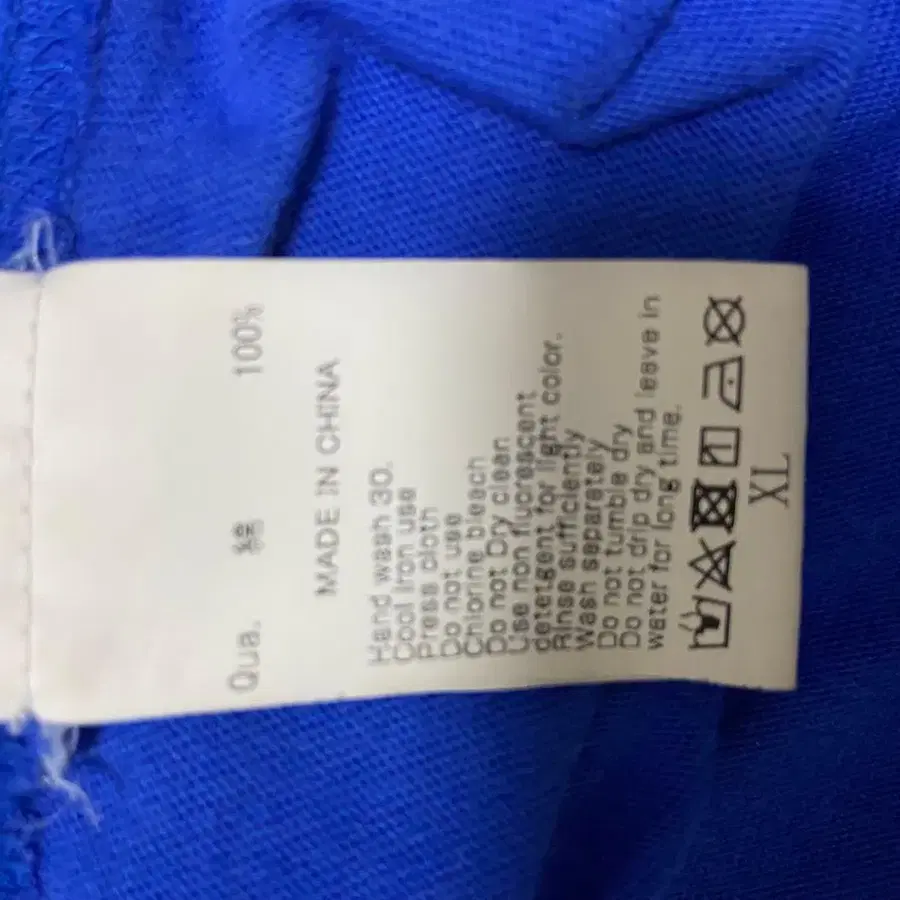 Qua. 綿 100%
MADE IN CHINA
Hand wash 30.
Cool Iron use
Press cloth
Do not use
Chlorine bleach
Do not Dry clean
Use non fluorescent
detergent for light color.
Rinse sufficiently
Wash separately
Do not tumble dry
Do not drip dry and leave in
water for long time.
XL